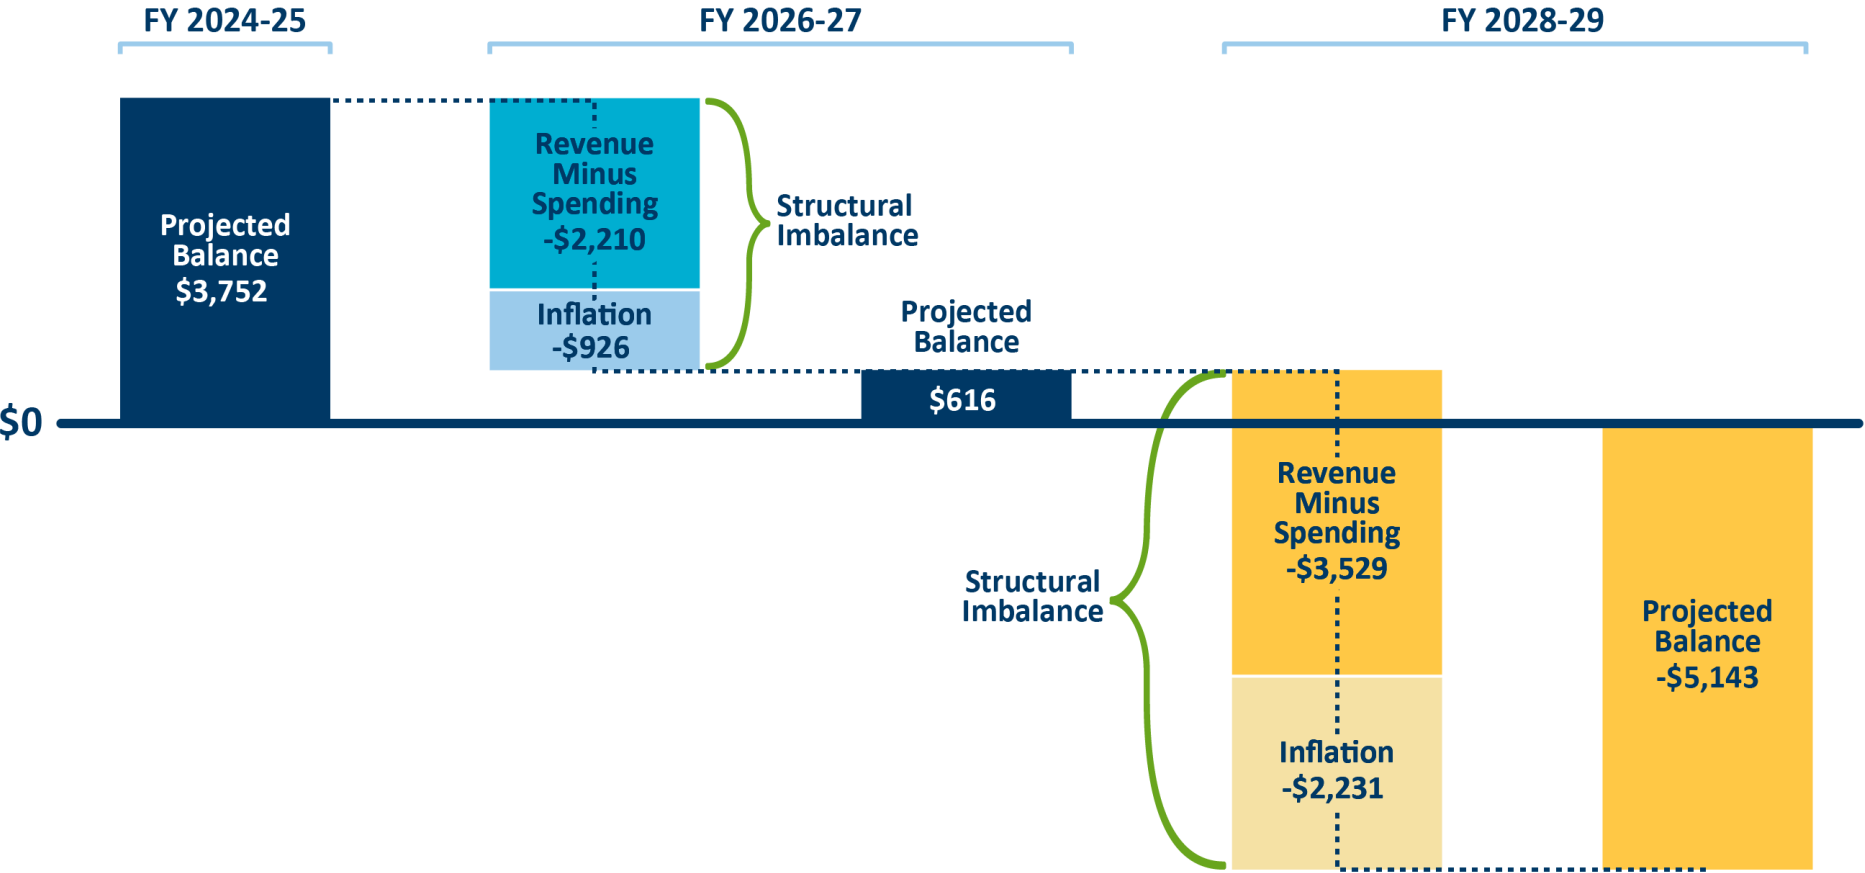 FY 2024-25
FY 2026-27
FY 2028-29
Projected
Balance
$3,752
Revenue
Minus
Spending
-$2,210
Inflation
-$926
Structural
Imbalance
Projected
Balance
$616
$0
Structural
Imbalance
Revenue
Minus
Spending
-$3,529
Inflation
-$2,231
Projected
Balance
-$5,143